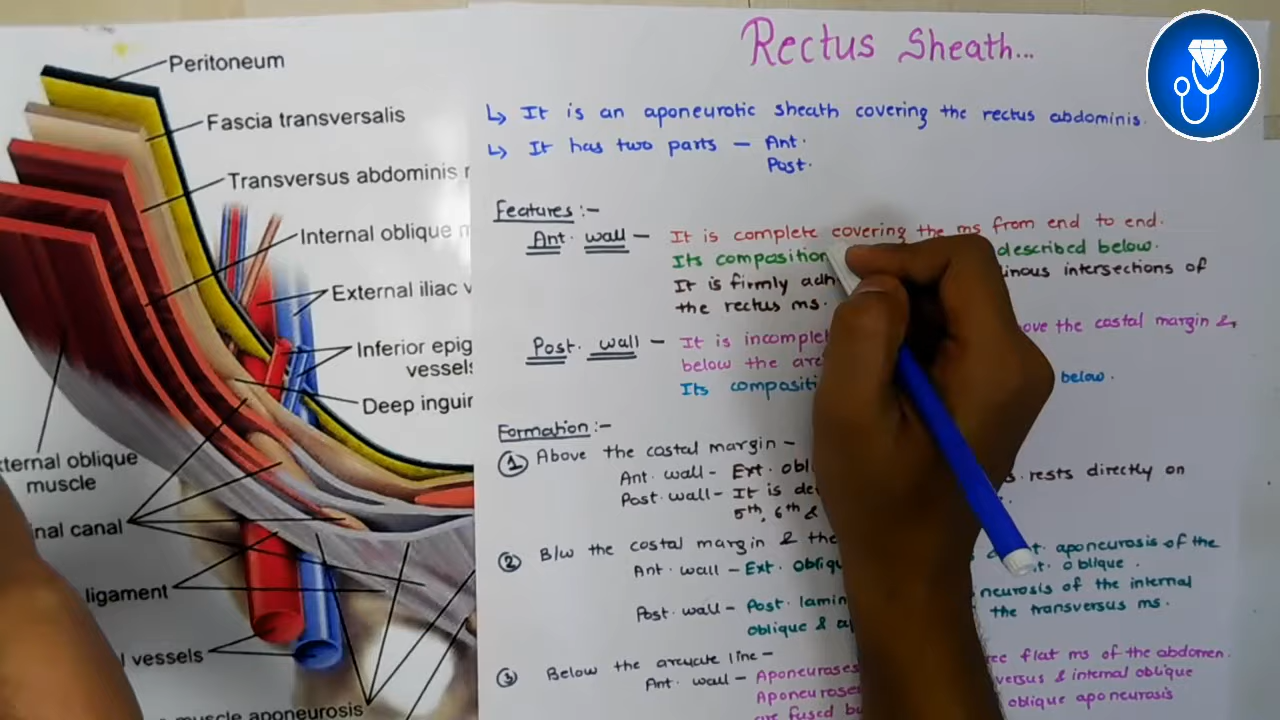 Peritoneum
Fascia transversalis
Transversus abdominis
Internal oblique
External iliac
Inferior epig
vessels
Deep inguin
ternal oblique
muscle
nal canal
ligament
vessels
muscle aponeurosis
Rectus Sheath...
↳ It is an aponeurotic sheath covering the rectus abdominis.
↳ It has two parts – Ant.
Post.
Features :-
Ant. wall – It is complete covering the ms from end to end.
Its composition described below.
It is firmly adh inous intersections of
the rectus ms.
Post. wall – It is incomplet ove the costal margin &
below the arc
Its compositi below.
Formation :-
① Above the costal margin –
Ant. wall – Ext. obl s. rests directly on
Post. wall – It is de
5th, 6th &
② B/w the costal margin & the
Ant. wall – Ext. obliqu t. aponeurosis of the
t. oblique.
Post. wall – Post. lamin neurosis of the internal
oblique & a the transversus ms.
③ Below the arcuate line –
Ant. wall – Aponeuroses ree flat ms of the abdomen.
Aponeuroses versus & internal oblique
are fused bu oblique aponeurosis